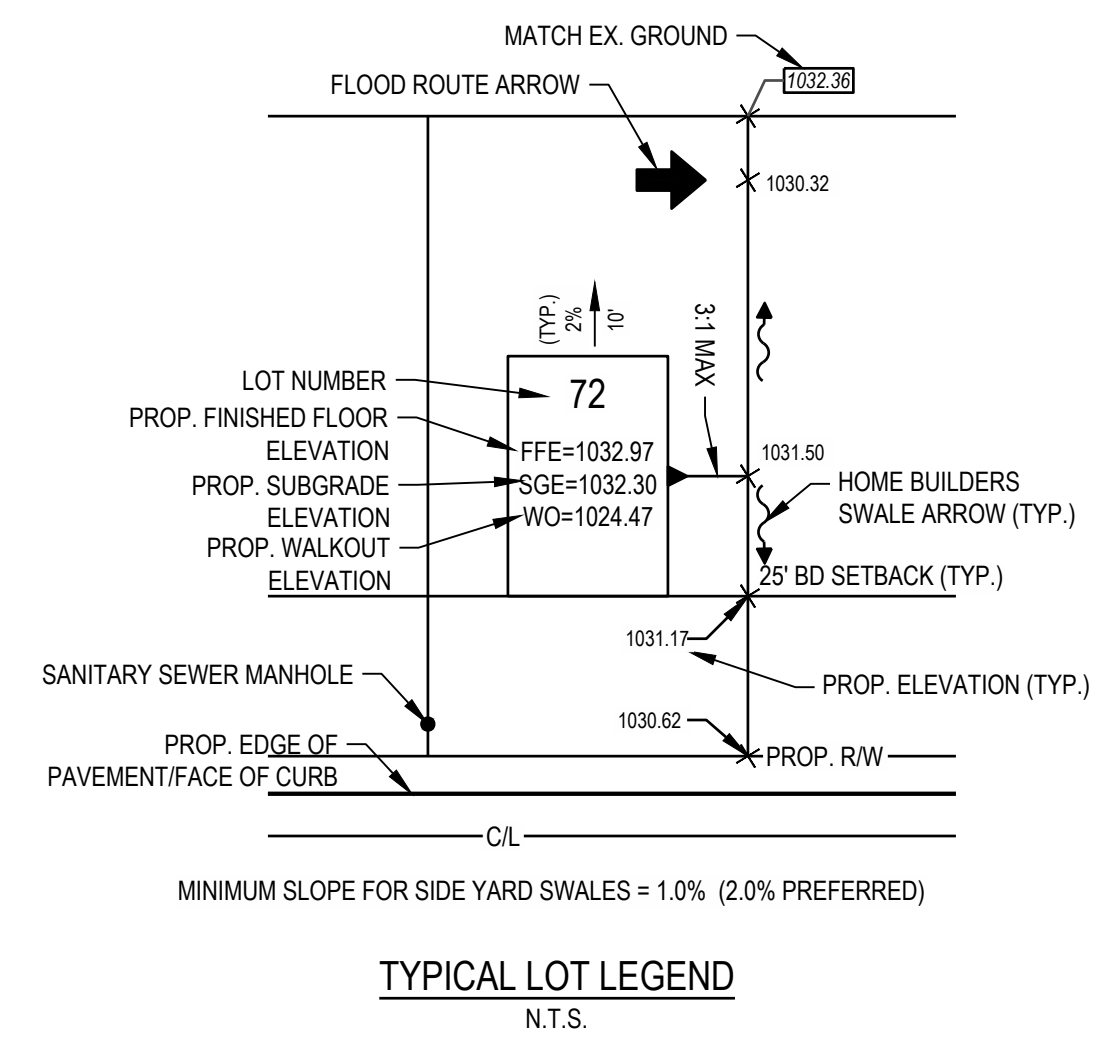 MATCH EX. GROUND
1032.36
FLOOD ROUTE ARROW
1030.32
(TYP.)
2%
10'
3:1 MAX
LOT NUMBER
72
PROP. FINISHED FLOOR
ELEVATION
FFE=1032.97
1031.50
PROP. SUBGRADE
ELEVATION
SGE=1032.30
HOME BUILDERS
SWALE ARROW (TYP.)
PROP. WALKOUT
ELEVATION
WO=1024.47
25' BD SETBACK (TYP.)
1031.17
PROP. ELEVATION (TYP.)
SANITARY SEWER MANHOLE
1030.62
PROP. EDGE OF
PAVEMENT/FACE OF CURB
PROP. R/W
C/L
MINIMUM SLOPE FOR SIDE YARD SWALES = 1.0% (2.0% PREFERRED)
TYPICAL LOT LEGEND
N.T.S.